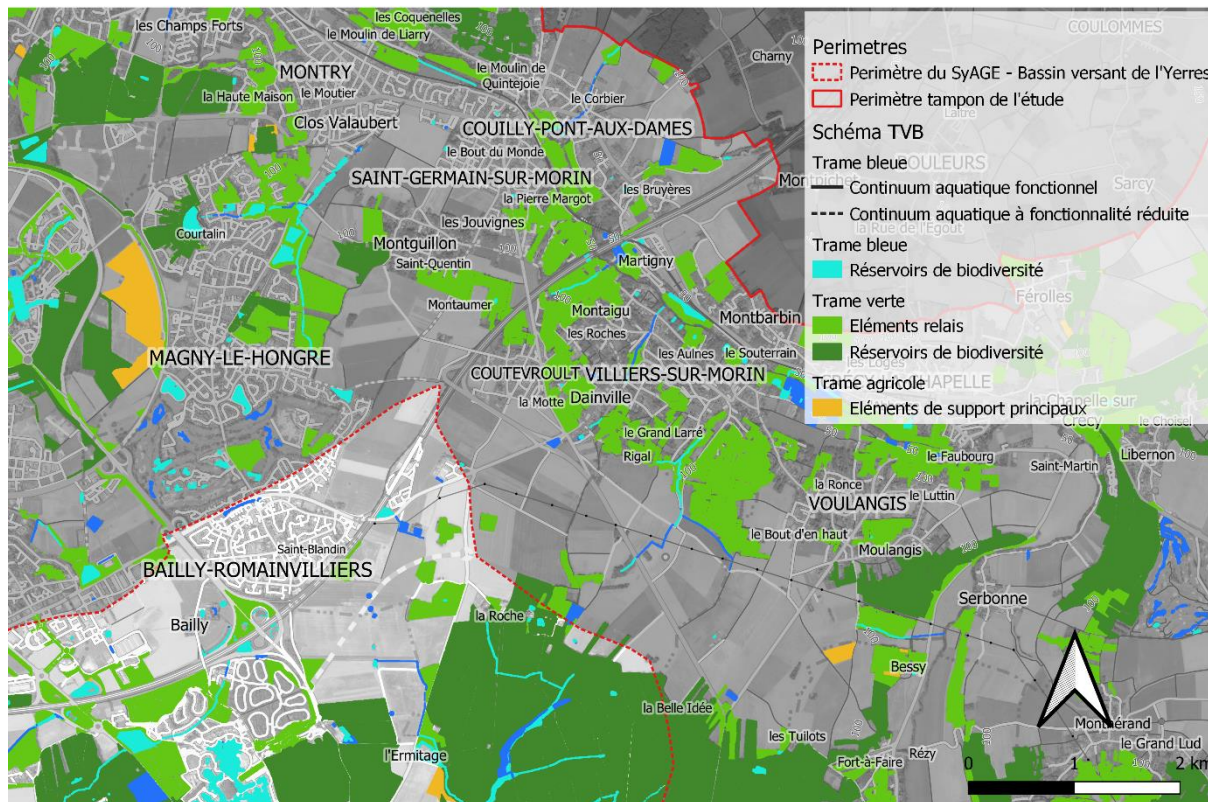 les Coquenelles
les Champs Forts
le Moulin de Liarry
COULOMMES
Charny
MONTRY
le Moulin de
Quintejoie
la Haute Maison
le Moutier
le Corbier
Clos Valaubert
COUILLY-PONT-AUX-DAMES
le Bout du Monde
SAINT-GERMAIN-SUR-MORIN
les Bruyères
Montpichet
COULEURS
Sarcy
la Pierre Margot
la Rue de l'Egout
Courtalin
les Jouvignes
Montguillon
Saint-Quentin
Martigny
Férolles
Montaumer
Montaigu
Montbarbin
les Roches
MAGNY-LE-HONGRE
les Aulnes
le Souterrain
les Loges
COUTEVROULT
VILLIERS-SUR-MORIN
la Motte
Dainville
la Chapelle sur
Crécy
le Choisel
le Grand Larré
Rigal
le Faubourg
Saint-Martin
Libernon
la Ronce
le Luttin
VOULANGIS
le Bout d'en haut
Moulangis
Saint-Blandin
BAILLY-ROMAINVILLIERS
Serbonne
Bailly
la Roche
Bessy
la Belle Idée
les Tuilots
Monthérand
le Grand Lud
l'Ermitage
Fort-à-Faire
Rézy
Perimetres
Perimètre du SyAGE - Bassin versant de l'Yerres
Perimètre tampon de l'étude
Schéma TVB
Trame bleue
Continuum aquatique fonctionnel
Continuum aquatique à fonctionnalité réduite
Trame bleue
Réservoirs de biodiversité
Trame verte
Eléments relais
Réservoirs de biodiversité
Trame agricole
Eléments de support principaux
0 1 2 km